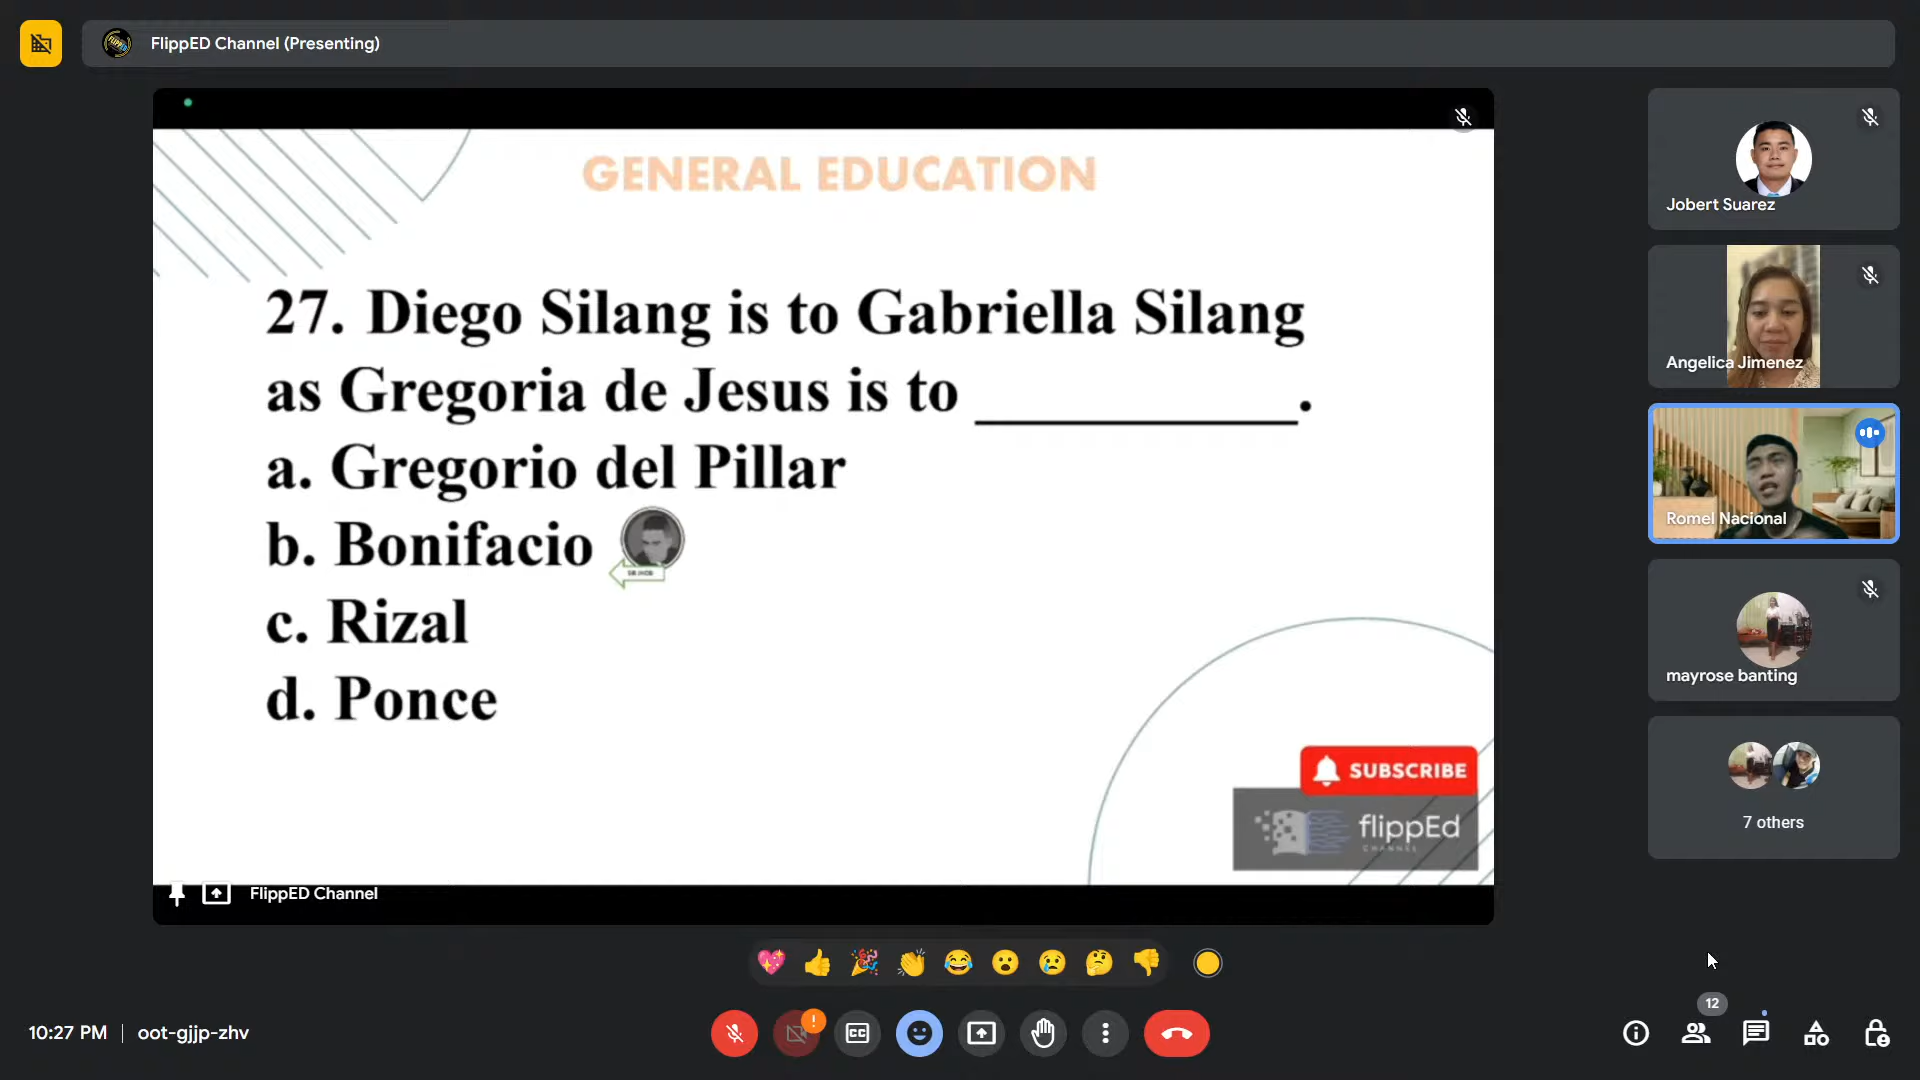 FlippED Channel (Presenting)
GENERAL EDUCATION
27. Diego Silang is to Gabriella Silang
as Gregoria de Jesus is to ___________.
a. Gregorio del Pillar
b. Bonifacio
c. Rizal
d. Ponce
SUBSCRIBE
flippEd
CHANNEL
FlippED Channel
Jobert Suarez
Angelica Jimenez
Romel Nacional
mayrose banting
7 others
10:27 PM | oot-gjjp-zhv
CC
12